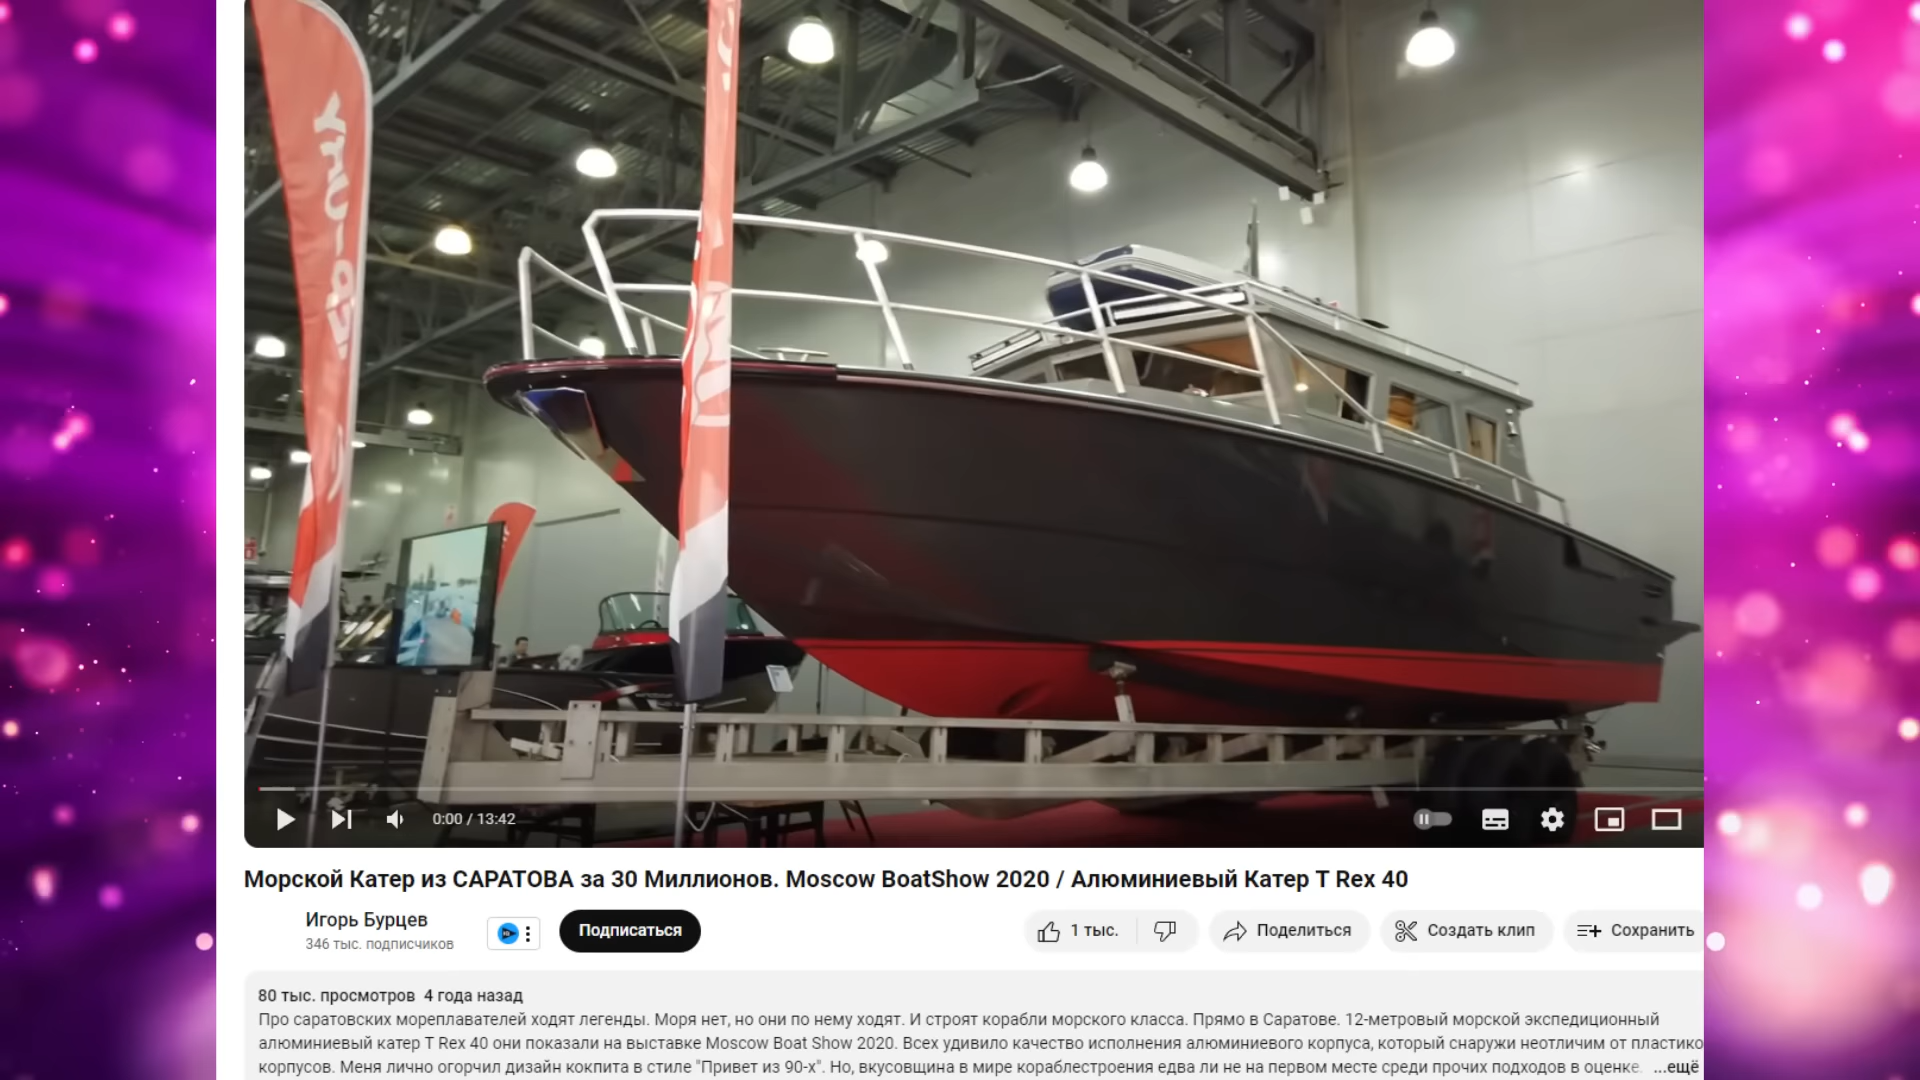 0:00 / 13:42
Морской Катер из САРАТОВА за 30 Миллионов. Moscow BoatShow 2020 / Алюминиевый Катер T Rex 40
Игорь Бурцев
346 тыс. подписчиков
Подписаться
1 тыс.
Поделиться
Создать клип
Сохранить
80 тыс. просмотров 4 года назад
Про саратовских мореплавателей ходят легенды. Моря нет, но они по нему ходят. И строят корабли морского класса. Прямо в Саратове. 12-метровый морской экспедиционный
алюминиевый катер T Rex 40 они показали на выставке Moscow Boat Show 2020. Всех удивило качество исполнения алюминиевого корпуса, который снаружи неотличим от пластико
корпусов. Меня лично огорчил дизайн кокпита в стиле "Привет из 90-х". Но, вкусовщина в мире кораблестроения едва ли не на первом месте среди прочих подходов в оценке. ...ещё